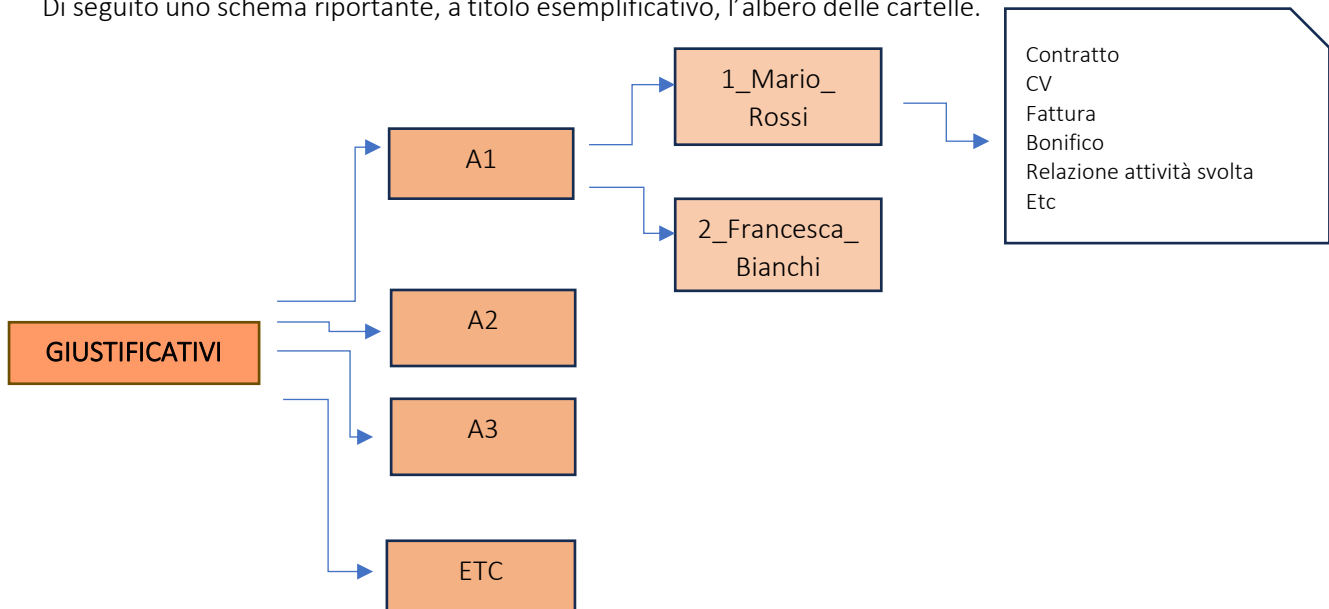 Di seguito uno schema riportante, a titolo esemplificativo, l’albero delle cartelle.
GIUSTIFICATIVI
A1
A2
A3
ETC
1_Mario_
Rossi
2_Francesca_
Bianchi
Contratto
CV
Fattura
Bonifico
Relazione attività svolta
Etc